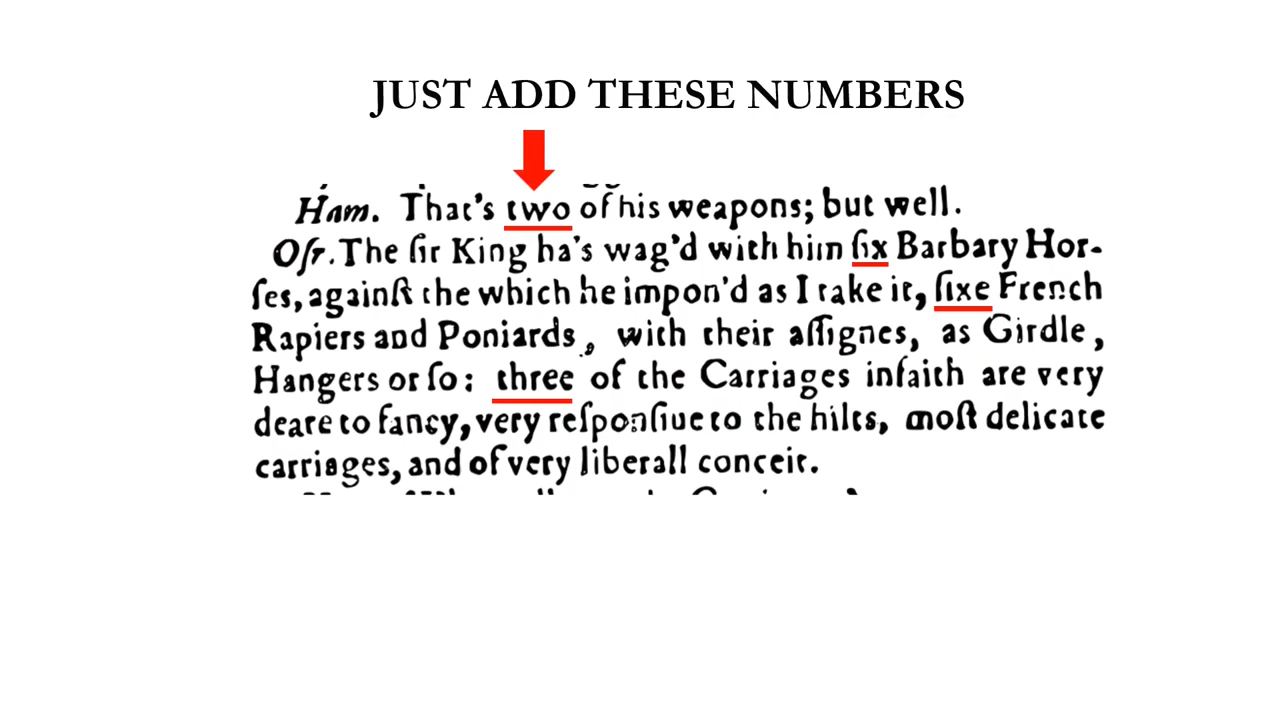 JUST ADD THESE NUMBERS
Ham. That's two of his weapons; but well.
Oſr. The ſir King ha's wag'd with him ſix Barbary Hor-
ſes, againſt the which he impon'd as I take it, ſixe French
Rapiers and Poniards, with their aſſignes, as Girdle,
Hangers or ſo: three of the Carriages infaith are very
deare to fancy, very reſponſiue to the hilts, moſt delicate
carriages, and of very liberall conceit.